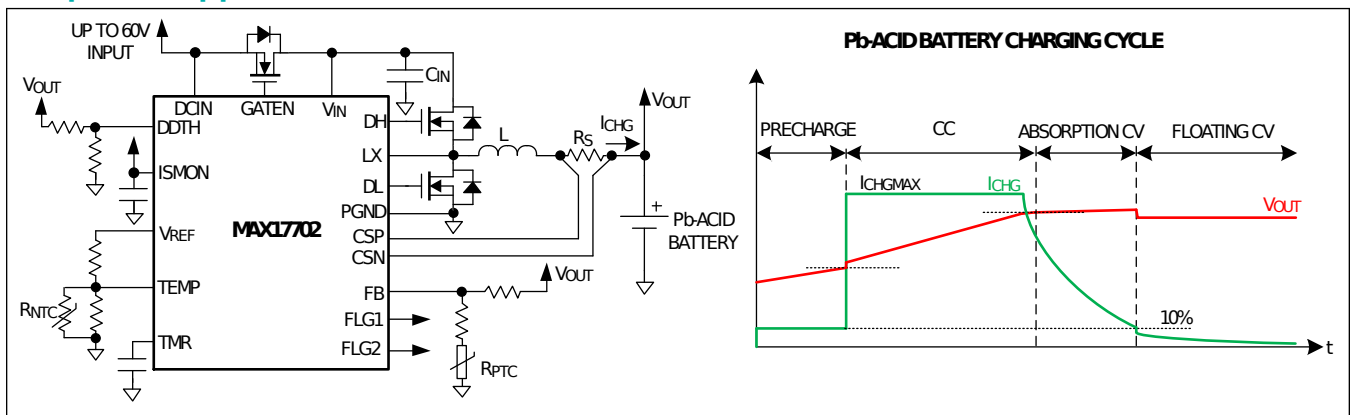 UP TO 60V
INPUT
VOUT
DCIN
GATEN
VIN
CIN
DDTH
ISMON
VREF
TEMP
RNTC
TMR
MAX17702
DH
LX
DL
PGND
CSP
CSN
FB
FLG1
FLG2
L
RS
ICHG
VOUT
+
Pb-ACID
BATTERY
VOUT
RPTC
Pb-ACID BATTERY CHARGING CYCLE
PRECHARGE
CC
ABSORPTION CV
FLOATING CV
ICHGMAX
ICHG
VOUT
10%
t